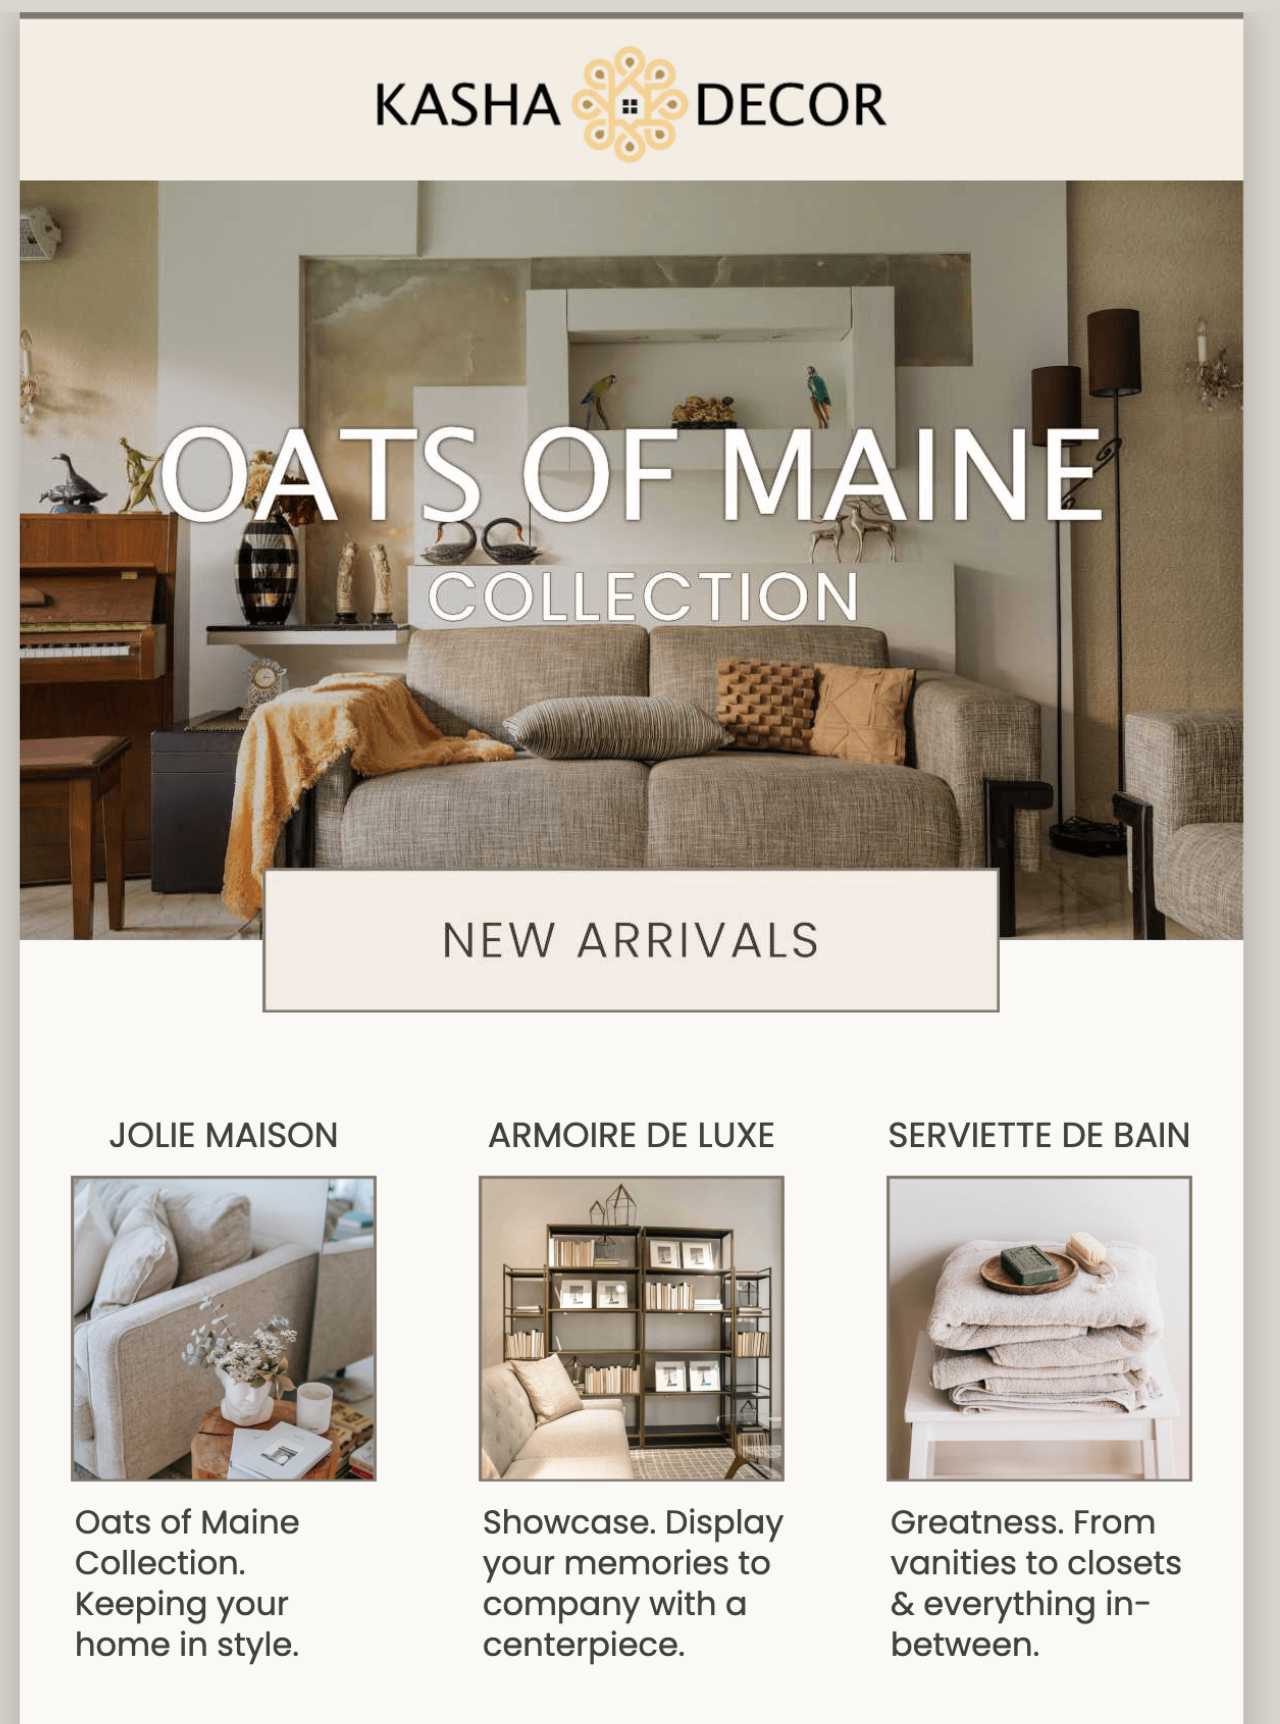 KASHA DECOR
OATS OF MAINE
COLLECTION
NEW ARRIVALS
JOLIE MAISON
Oats of Maine
Collection.
Keeping your
home in style.
ARMOIRE DE LUXE
Showcase. Display
your memories to
company with a
centerpiece.
SERVIETTE DE BAIN
Greatness. From
vanities to closets
& everything in-
between.